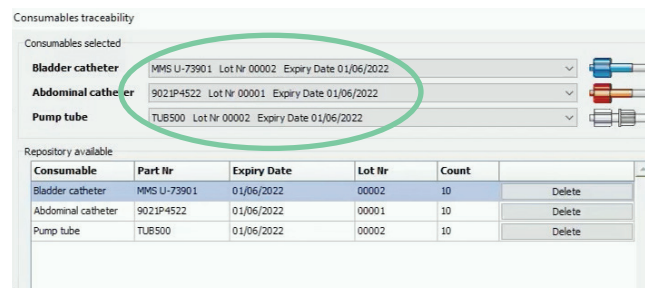 Consumables traceability
Consumables selected
Bladder catheter MMS U-73901 Lot Nr 00002 Expiry Date 01/06/2022
Abdominal catheter 9021P4522 Lot Nr 00001 Expiry Date 01/06/2022
Pump tube TUB500 Lot Nr 00002 Expiry Date 01/06/2022
Repository available
Consumable Part Nr Expiry Date Lot Nr Count
Bladder catheter MMS U-73901 01/06/2022 00002 10 Delete
Abdominal catheter 9021P4522 01/06/2022 00001 10 Delete
Pump tube TUB500 01/06/2022 00002 10 Delete